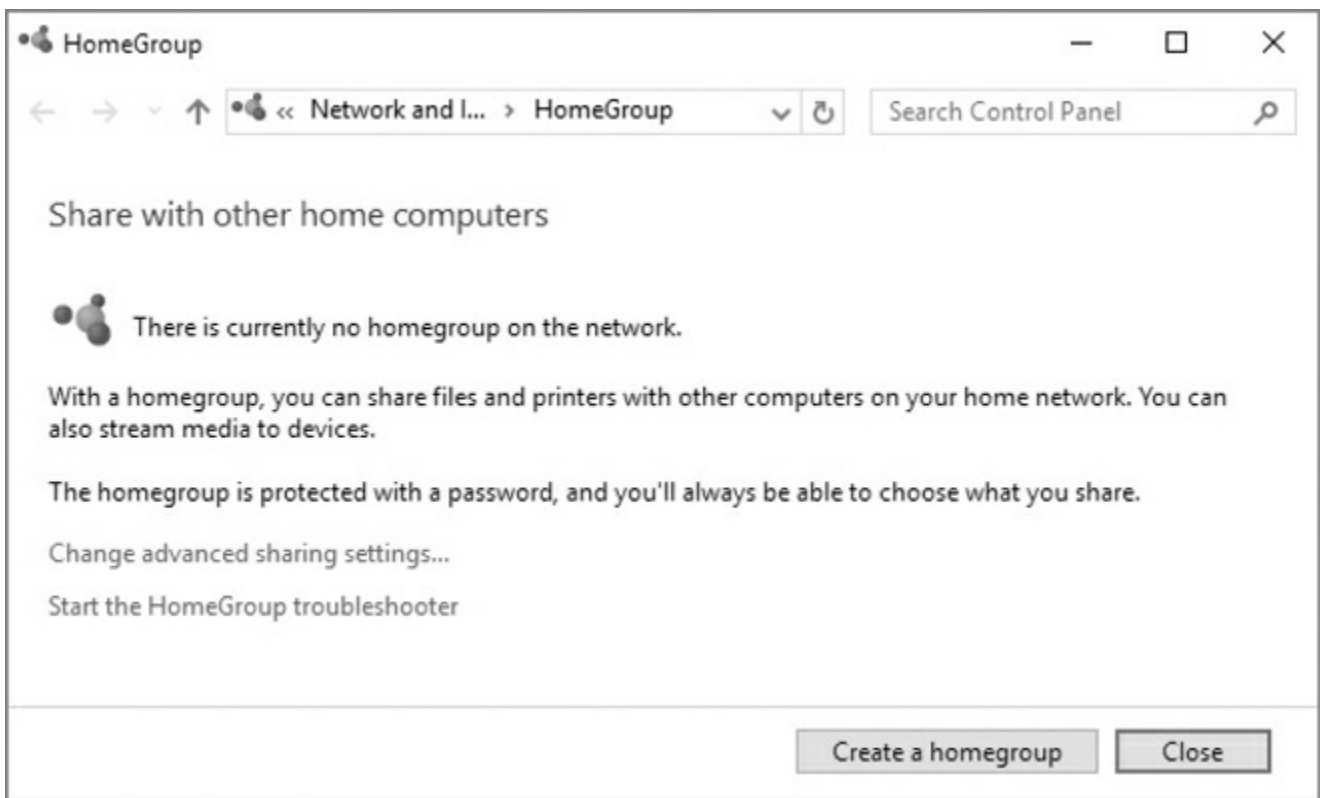 HomeGroup
« Network and I... > HomeGroup
Search Control Panel
Share with other home computers
There is currently no homegroup on the network.
With a homegroup, you can share files and printers with other computers on your home network. You can
also stream media to devices.
The homegroup is protected with a password, and you'll always be able to choose what you share.
Change advanced sharing settings...
Start the HomeGroup troubleshooter
Create a homegroup
Close